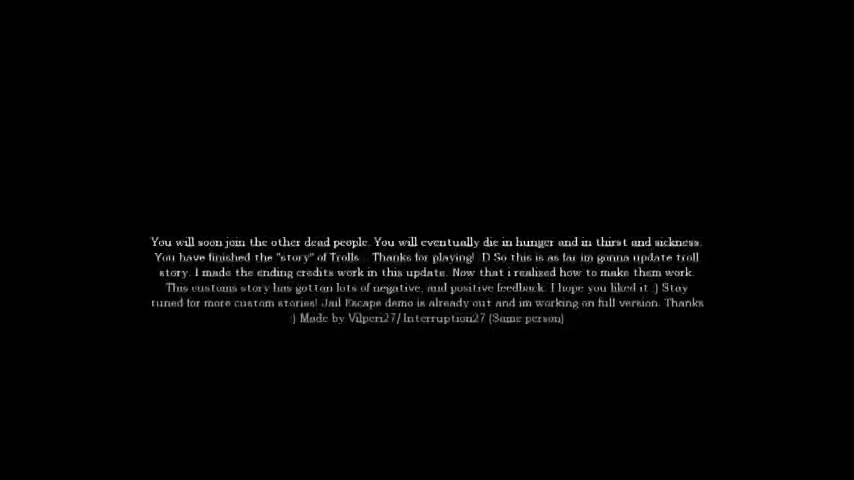 You will soon join the other dead people. You will eventually die in hunger and in thirst and sickness.
You have finished the "story" of Trolls... Thanks for playing! :D So this is as far im gonna update troll
story. I made the ending credits work in this update. Now that i realized how to make them work.
This customs story has gotton lots of negative, and positive feedback. I hope you liked it :) Stay
tuned for more custom stories! Jail Escape demo is already out and im working on full version. Thanks
:) Made by Vilperi27/Interruption27 (Same person)